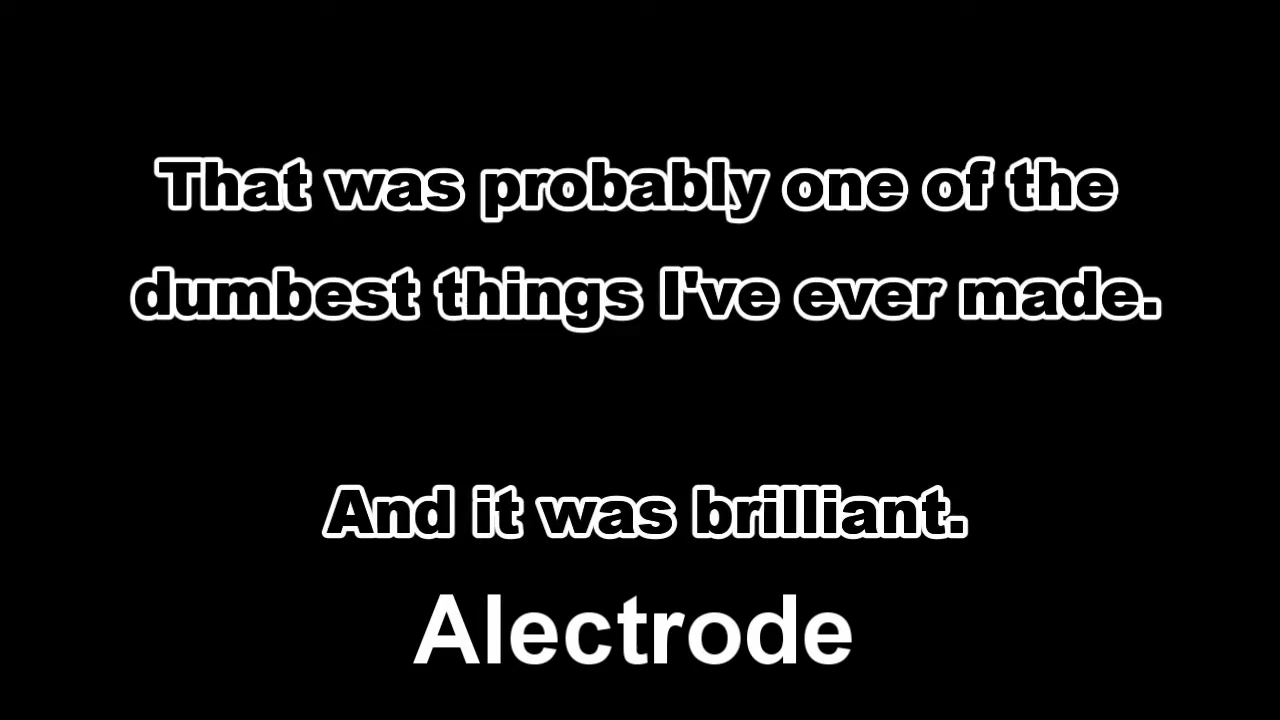 That was probably one of the
dumbest things I've ever made.
And it was brilliant.
Alectrode